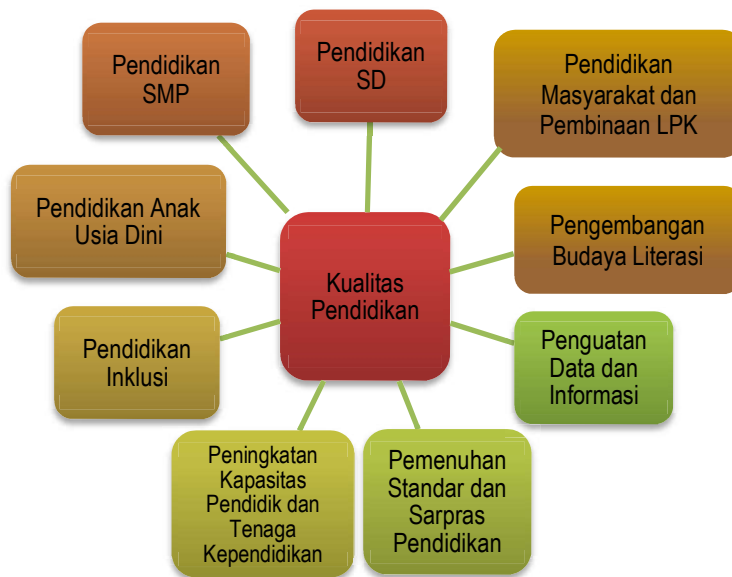 Pendidikan
SMP
Pendidikan
SD
Pendidikan
Masyarakat dan
Pembinaan LPK
Pendidikan Anak
Usia Dini
Pengembangan
Budaya Literasi
Kualitas
Pendidikan
Pendidikan
Inklusi
Penguatan
Data dan
Informasi
Peningkatan
Kapasitas
Pendidik dan
Tenaga
Kependidikan
Pemenuhan
Standar dan
Sarpras
Pendidikan